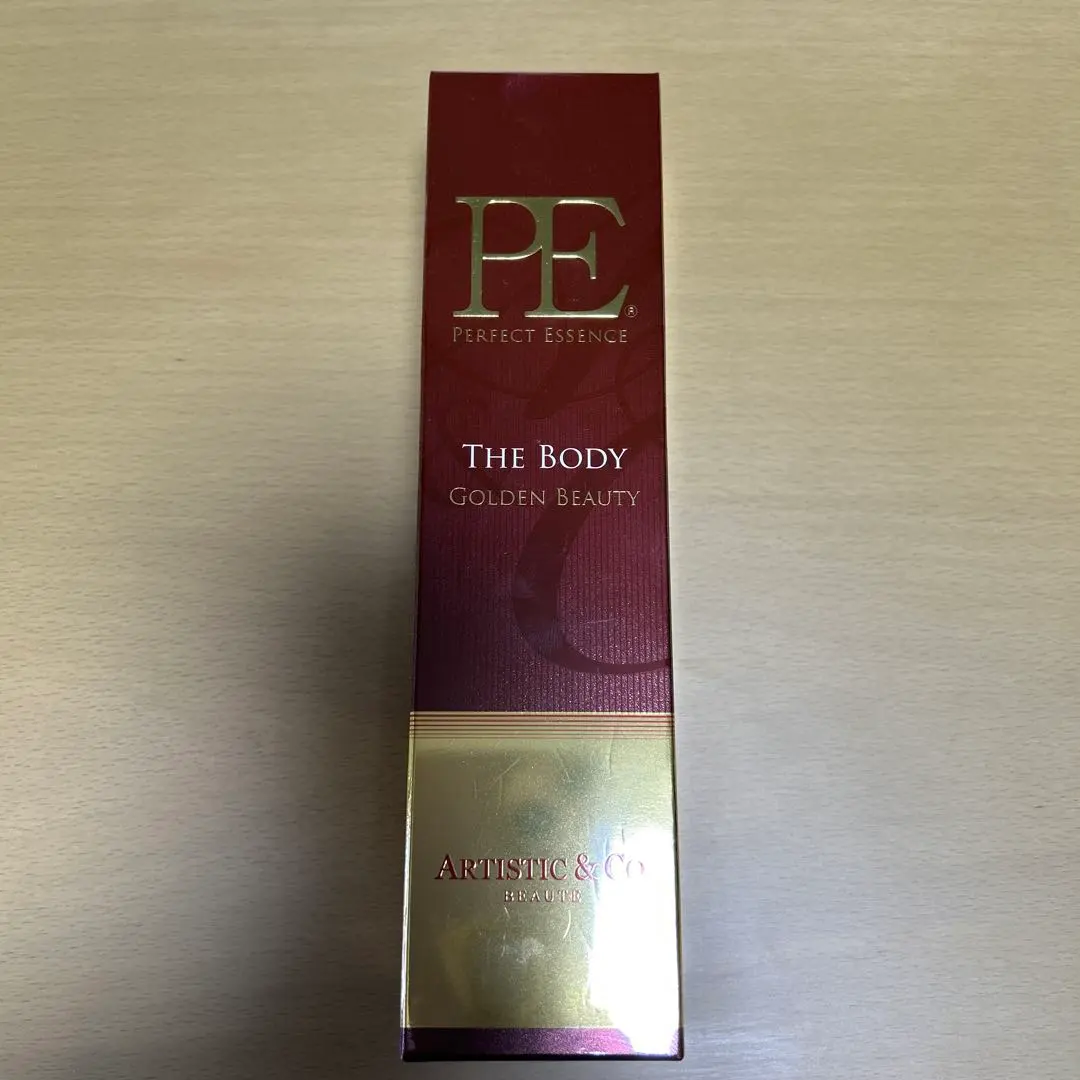 PE®
PERFECT ESSENCE
THE BODY
GOLDEN BEAUTY
ARTISTIC & CO
BEAUTE